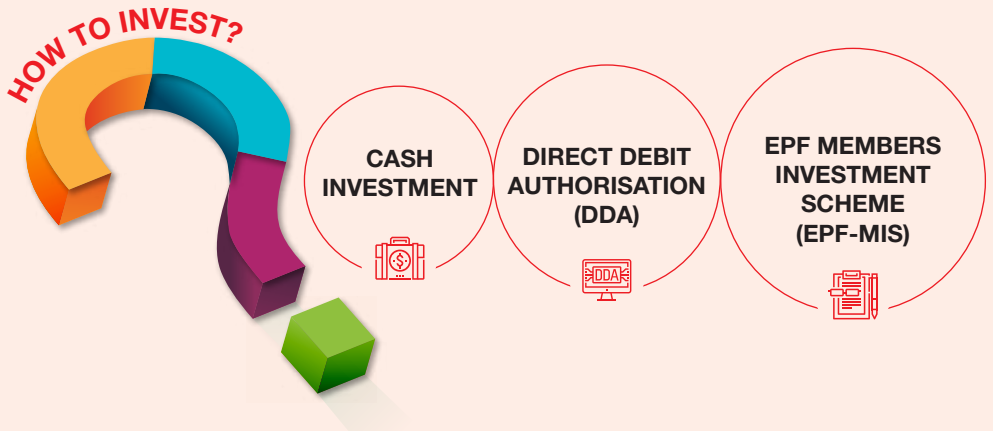 HOW TO INVEST?
CASH
INVESTMENT
$
DIRECT DEBIT
AUTHORISATION
(DDA)
DDA
EPF MEMBERS
INVESTMENT
SCHEME
(EPF-MIS)